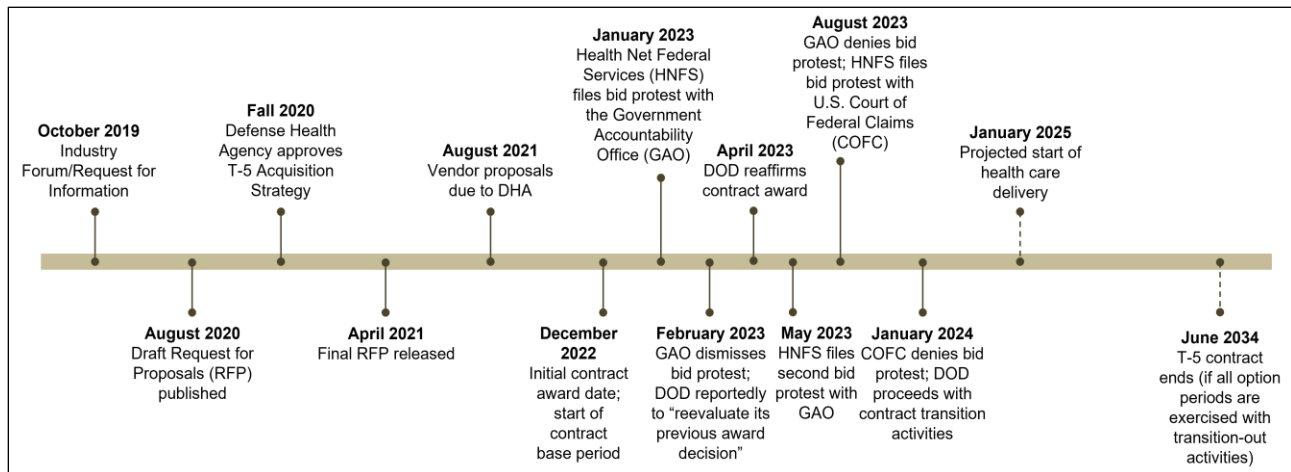 October 2019
Industry
Forum/Request for
Information
August 2020
Draft Request for
Proposals (RFP)
published
Fall 2020
Defense Health
Agency approves
T-5 Acquisition
Strategy
April 2021
Final RFP released
August 2021
Vendor proposals
due to DHA
December
2022
Initial contract
award date;
start of
contract
base period
January 2023
Health Net Federal
Services (HNFS)
files bid protest with
the Government
Accountability
Office (GAO)
February 2023
GAO dismisses
bid protest;
DOD reportedly
to “reevaluate its
previous award
decision”
April 2023
DOD reaffirms
contract award
May 2023
HNFS files
second bid
protest with
GAO
August 2023
GAO denies bid
protest; HNFS files
bid protest with
U.S. Court of
Federal Claims
(COFC)
January 2024
COFC denies bid
protest; DOD
proceeds with
contract transition
activities
January 2025
Projected start of
health care
delivery
June 2034
T-5 contract
ends (if all option
periods are
exercised with
transition-out
activities)